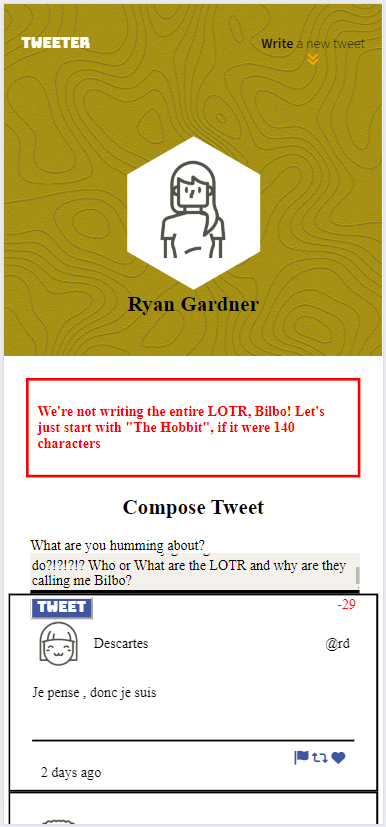 TWEETER
Write a new tweet
Ryan Gardner
We're not writing the entire LOTR, Bilbo! Let's
just start with "The Hobbit", if it were 140
characters
Compose Tweet
What are you humming about?
do?!?!?!? Who or What are the LOTR and why are they
calling me Bilbo?
TWEET
-29
Descartes
@rd
Je pense , donc je suis
2 days ago